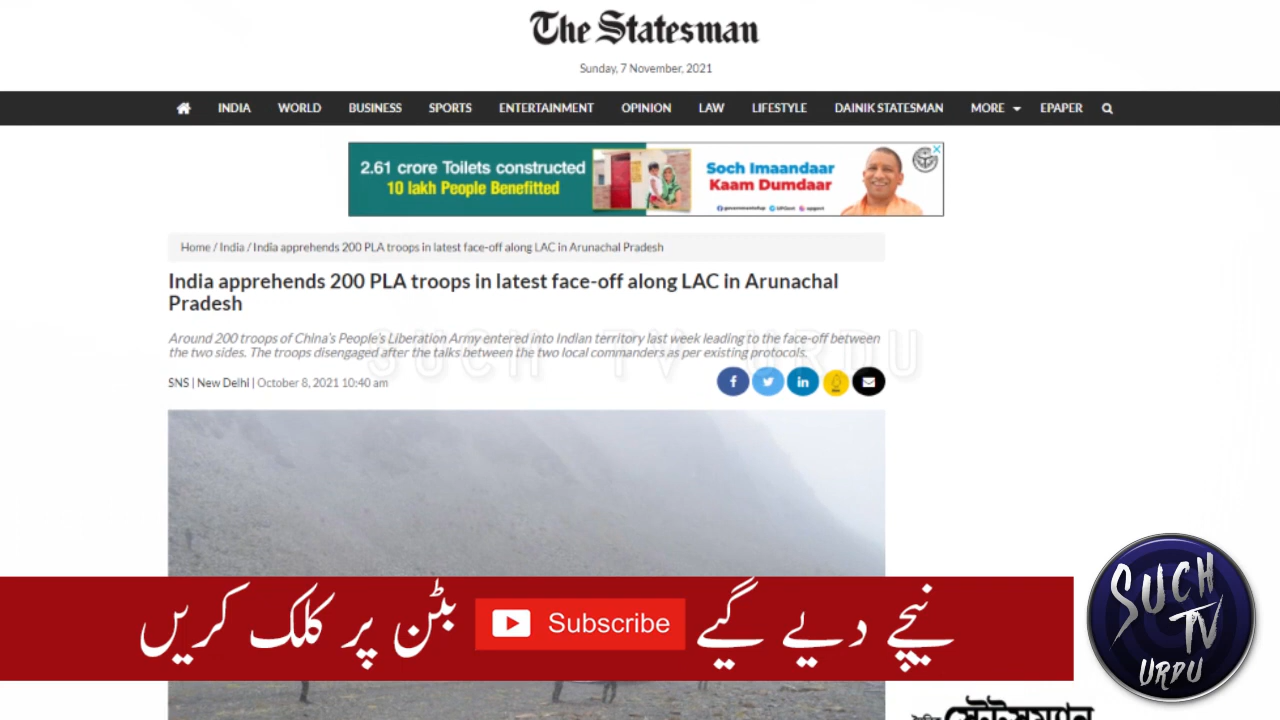 The Statesman
Sunday, 7 November, 2021
INDIA WORLD BUSINESS SPORTS ENTERTAINMENT OPINION LAW LIFESTYLE DAINIK STATESMAN MORE EPAPER
2.61 crore Toilets constructed
10 lakh People Benefitted
Soch Imaandaar
Kaam Dumdaar
Home / India / India apprehends 200 PLA troops in latest face-off along LAC in Arunachal Pradesh
India apprehends 200 PLA troops in latest face-off along LAC in Arunachal
Pradesh
Around 200 troops of China's People's Liberation Army entered into Indian territory last week leading to the face-off between
the two sides. The troops disengaged after the talks between the two local commanders as per existing protocols.
SUCH TV URDU
SNS | New Delhi | October 8, 2021 10:40 am
نیچے دیے گیے Subscribe بٹن پر کلک کریں
SUCH
TV
URDU